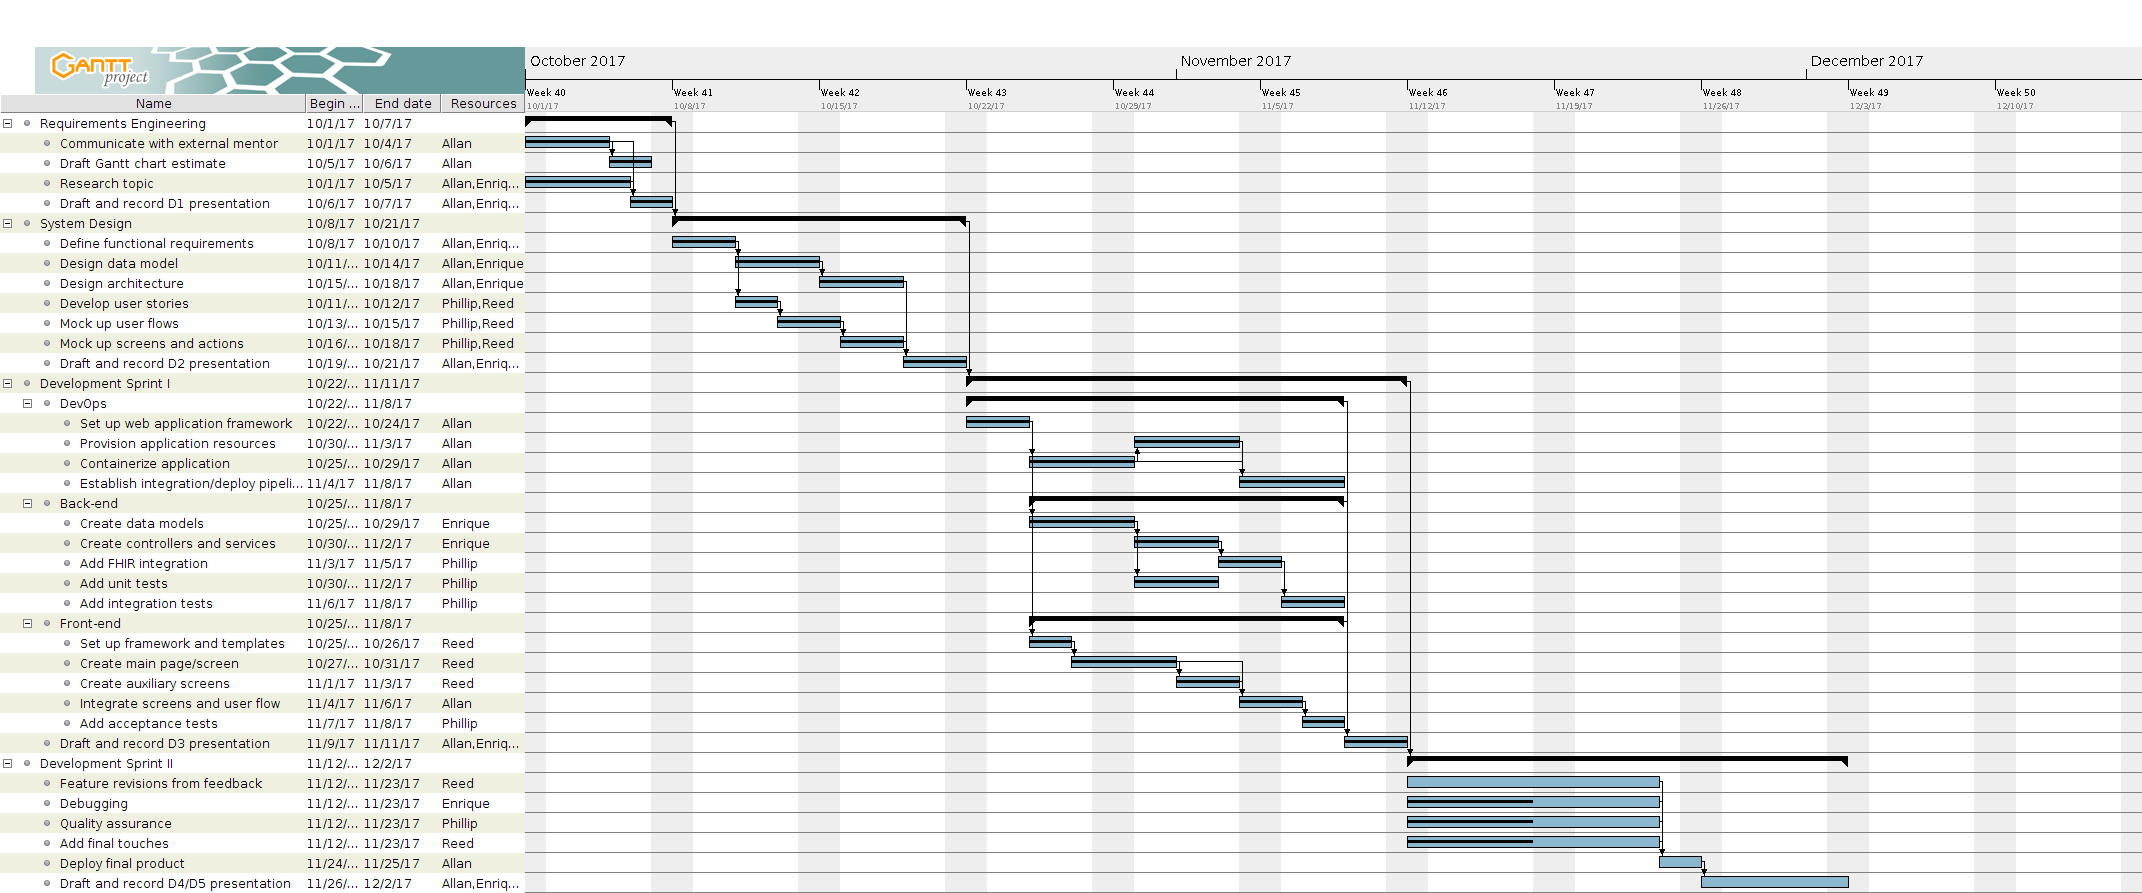 GANTT project
October 2017 November 2017 December 2017
Week 40 Week 41 Week 42 Week 43 Week 44 Week 45 Week 46 Week 47 Week 48 Week 49 Week 50
Name Begin ... End date Resources 10/1/17 10/8/17 10/15/17 10/22/17 10/29/17 11/5/17 11/12/17 11/19/17 11/26/17 12/3/17 12/10/17
Requirements Engineering 10/1/17 10/7/17
Communicate with external mentor 10/1/17 10/4/17 Allan
Draft Gantt chart estimate 10/5/17 10/6/17 Allan
Research topic 10/1/17 10/5/17 Allan,Enriq...
Draft and record D1 presentation 10/6/17 10/7/17 Allan,Enriq...
System Design 10/8/17 10/21/17
Define functional requirements 10/8/17 10/10/17 Allan,Enriq...
Design data model 10/11/... 10/14/17 Allan,Enrique
Design architecture 10/15/... 10/18/17 Allan,Enrique
Develop user stories 10/11/... 10/12/17 Phillip,Reed
Mock up user flows 10/13/... 10/15/17 Phillip,Reed
Mock up screens and actions 10/16/... 10/18/17 Phillip,Reed
Draft and record D2 presentation 10/19/... 10/21/17 Allan,Enriq...
Development Sprint I 10/22/... 11/11/17
DevOps 10/22/... 11/8/17
Set up web application framework 10/22/... 10/24/17 Allan
Provision application resources 10/30/... 11/3/17 Allan
Containerize application 10/25/... 10/29/17 Allan
Establish integration/deploy pipeli... 11/4/17 11/8/17 Allan
Back-end 10/25/... 11/8/17
Create data models 10/25/... 10/29/17 Enrique
Create controllers and services 10/30/... 11/2/17 Enrique
Add FHIR integration 11/3/17 11/5/17 Phillip
Add unit tests 10/30/... 11/2/17 Phillip
Add integration tests 11/6/17 11/8/17 Phillip
Front-end 10/25/... 11/8/17
Set up framework and templates 10/25/... 10/26/17 Reed
Create main page/screen 10/27/... 10/31/17 Reed
Create auxiliary screens 11/1/17 11/3/17 Reed
Integrate screens and user flow 11/4/17 11/6/17 Allan
Add acceptance tests 11/7/17 11/8/17 Phillip
Draft and record D3 presentation 11/9/17 11/11/17 Allan,Enriq...
Development Sprint II 11/12/... 12/2/17
Feature revisions from feedback 11/12/... 11/23/17 Reed
Debugging 11/12/... 11/23/17 Enrique
Quality assurance 11/12/... 11/23/17 Phillip
Add final touches 11/12/... 11/23/17 Reed
Deploy final product 11/24/... 11/25/17 Allan
Draft and record D4/D5 presentation 11/26/... 12/2/17 Allan,Enriq...